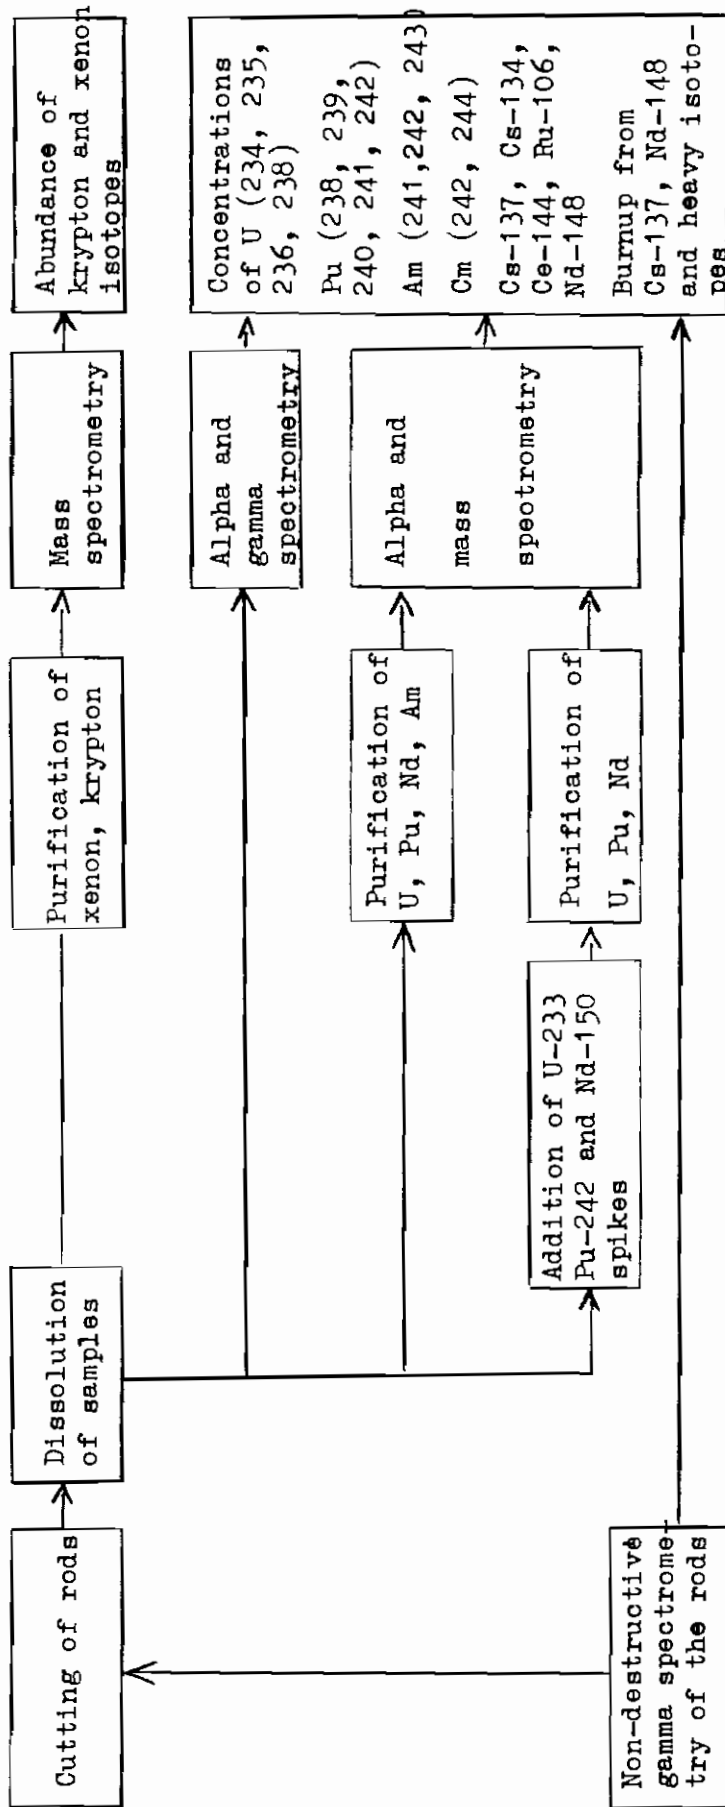 Cutting of rods
Dissolution
of samples
Purification of
xenon, krypton
Mass
spectrometry
Abundance of
krypton and xenon
isotopes
Alpha and
gamma
spectrometry
Concentrations
of U (234, 235,
236, 238)
Pu (238, 239,
240, 241, 242)
Am (241,242, 243)
Cm (242, 244)
Cs-137, Cs-134,
Ce-144, Ru-106,
Nd-148
Burnup from
Cs-137, Nd-148
and heavy isoto-
pes
Purification of
U, Pu, Nd, Am
Alpha and
mass
spectrometry
Addition of U-233
Pu-242 and Nd-150
spikes
Purification of
U, Pu, Nd
Non-destructive
gamma spectrome-
try of the rods